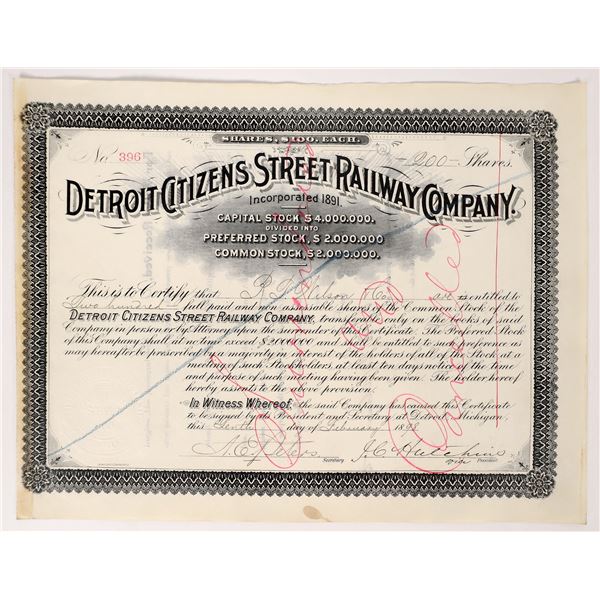 SHARES, $100. EACH.
No 396
-200- Shares.
DETROIT CITIZENS STREET RAILWAY COMPANY.
Incorporated 1891.
CAPITAL STOCK $4.000.000.
DIVIDED INTO
PREFERRED STOCK, $2.000.000
COMMON STOCK, $2.000.000.
This is to Certify that R. T. Wilson & Co are is entitled to
Two hundred full paid and non assessable shares of the Common Stock of the
DETROIT CITIZENS STREET RAILWAY COMPANY, transferable only on the books of said
Company in person or by Attorney upon the surrender of this Certificate. The Preferred Stock
of this Company shall at no time exceed $2.000.000 and shall be entitled to such preference as
may hereafter be prescribed by a majority in interest of the holders of all of the Stock at a
meeting of such Stockholders, at least ten days notice of the time
and purpose of such meeting having been given. The holder hereof
hereby assents to the above provision.
In Witness Whereof, the said Company has caused this Certificate
to be signed by its President and Secretary at Detroit, Michigan,
this Tenth day of February 1898
Secretary
J. C. Hutchins
Vice President
Cancelled